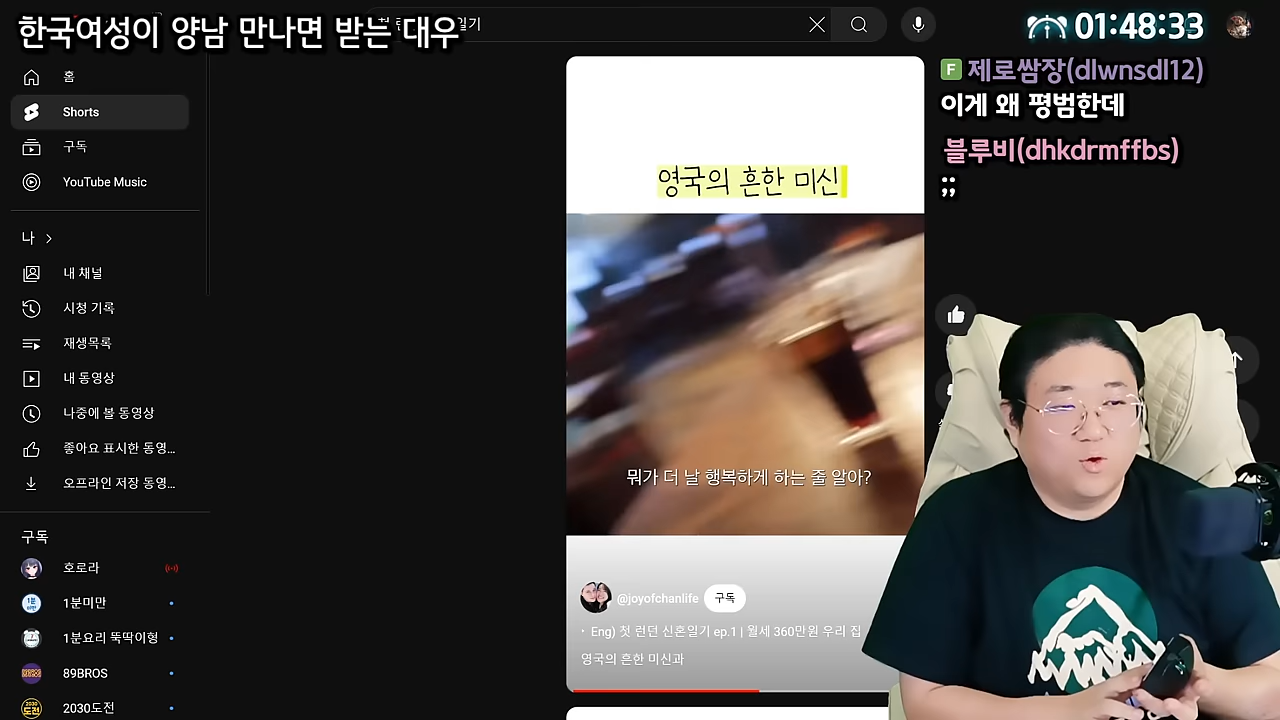 한국여성이 양남 만나면 받는 대우
일기
01:48:33
홈
Shorts
구독
YouTube Music
나
내 채널
시청 기록
재생목록
내 동영상
나중에 볼 동영상
좋아요 표시한 동영...
오프라인 저장 동영...
구독
호로라
1분미만
1분요리 뚝딱이형
89BROS
2030도전
영국의 흔한 미신
뭐가 더 날 행복하게 하는 줄 알아?
@joyofchanlife 구독
· Eng) 첫 런던 신혼일기 ep.1 | 월세 360만원 우리 집
영국의 흔한 미신과
F 제로쌈장(dlwnsdl12)
이게 왜 평범한데
블루비(dhkdrmffbs)
;;